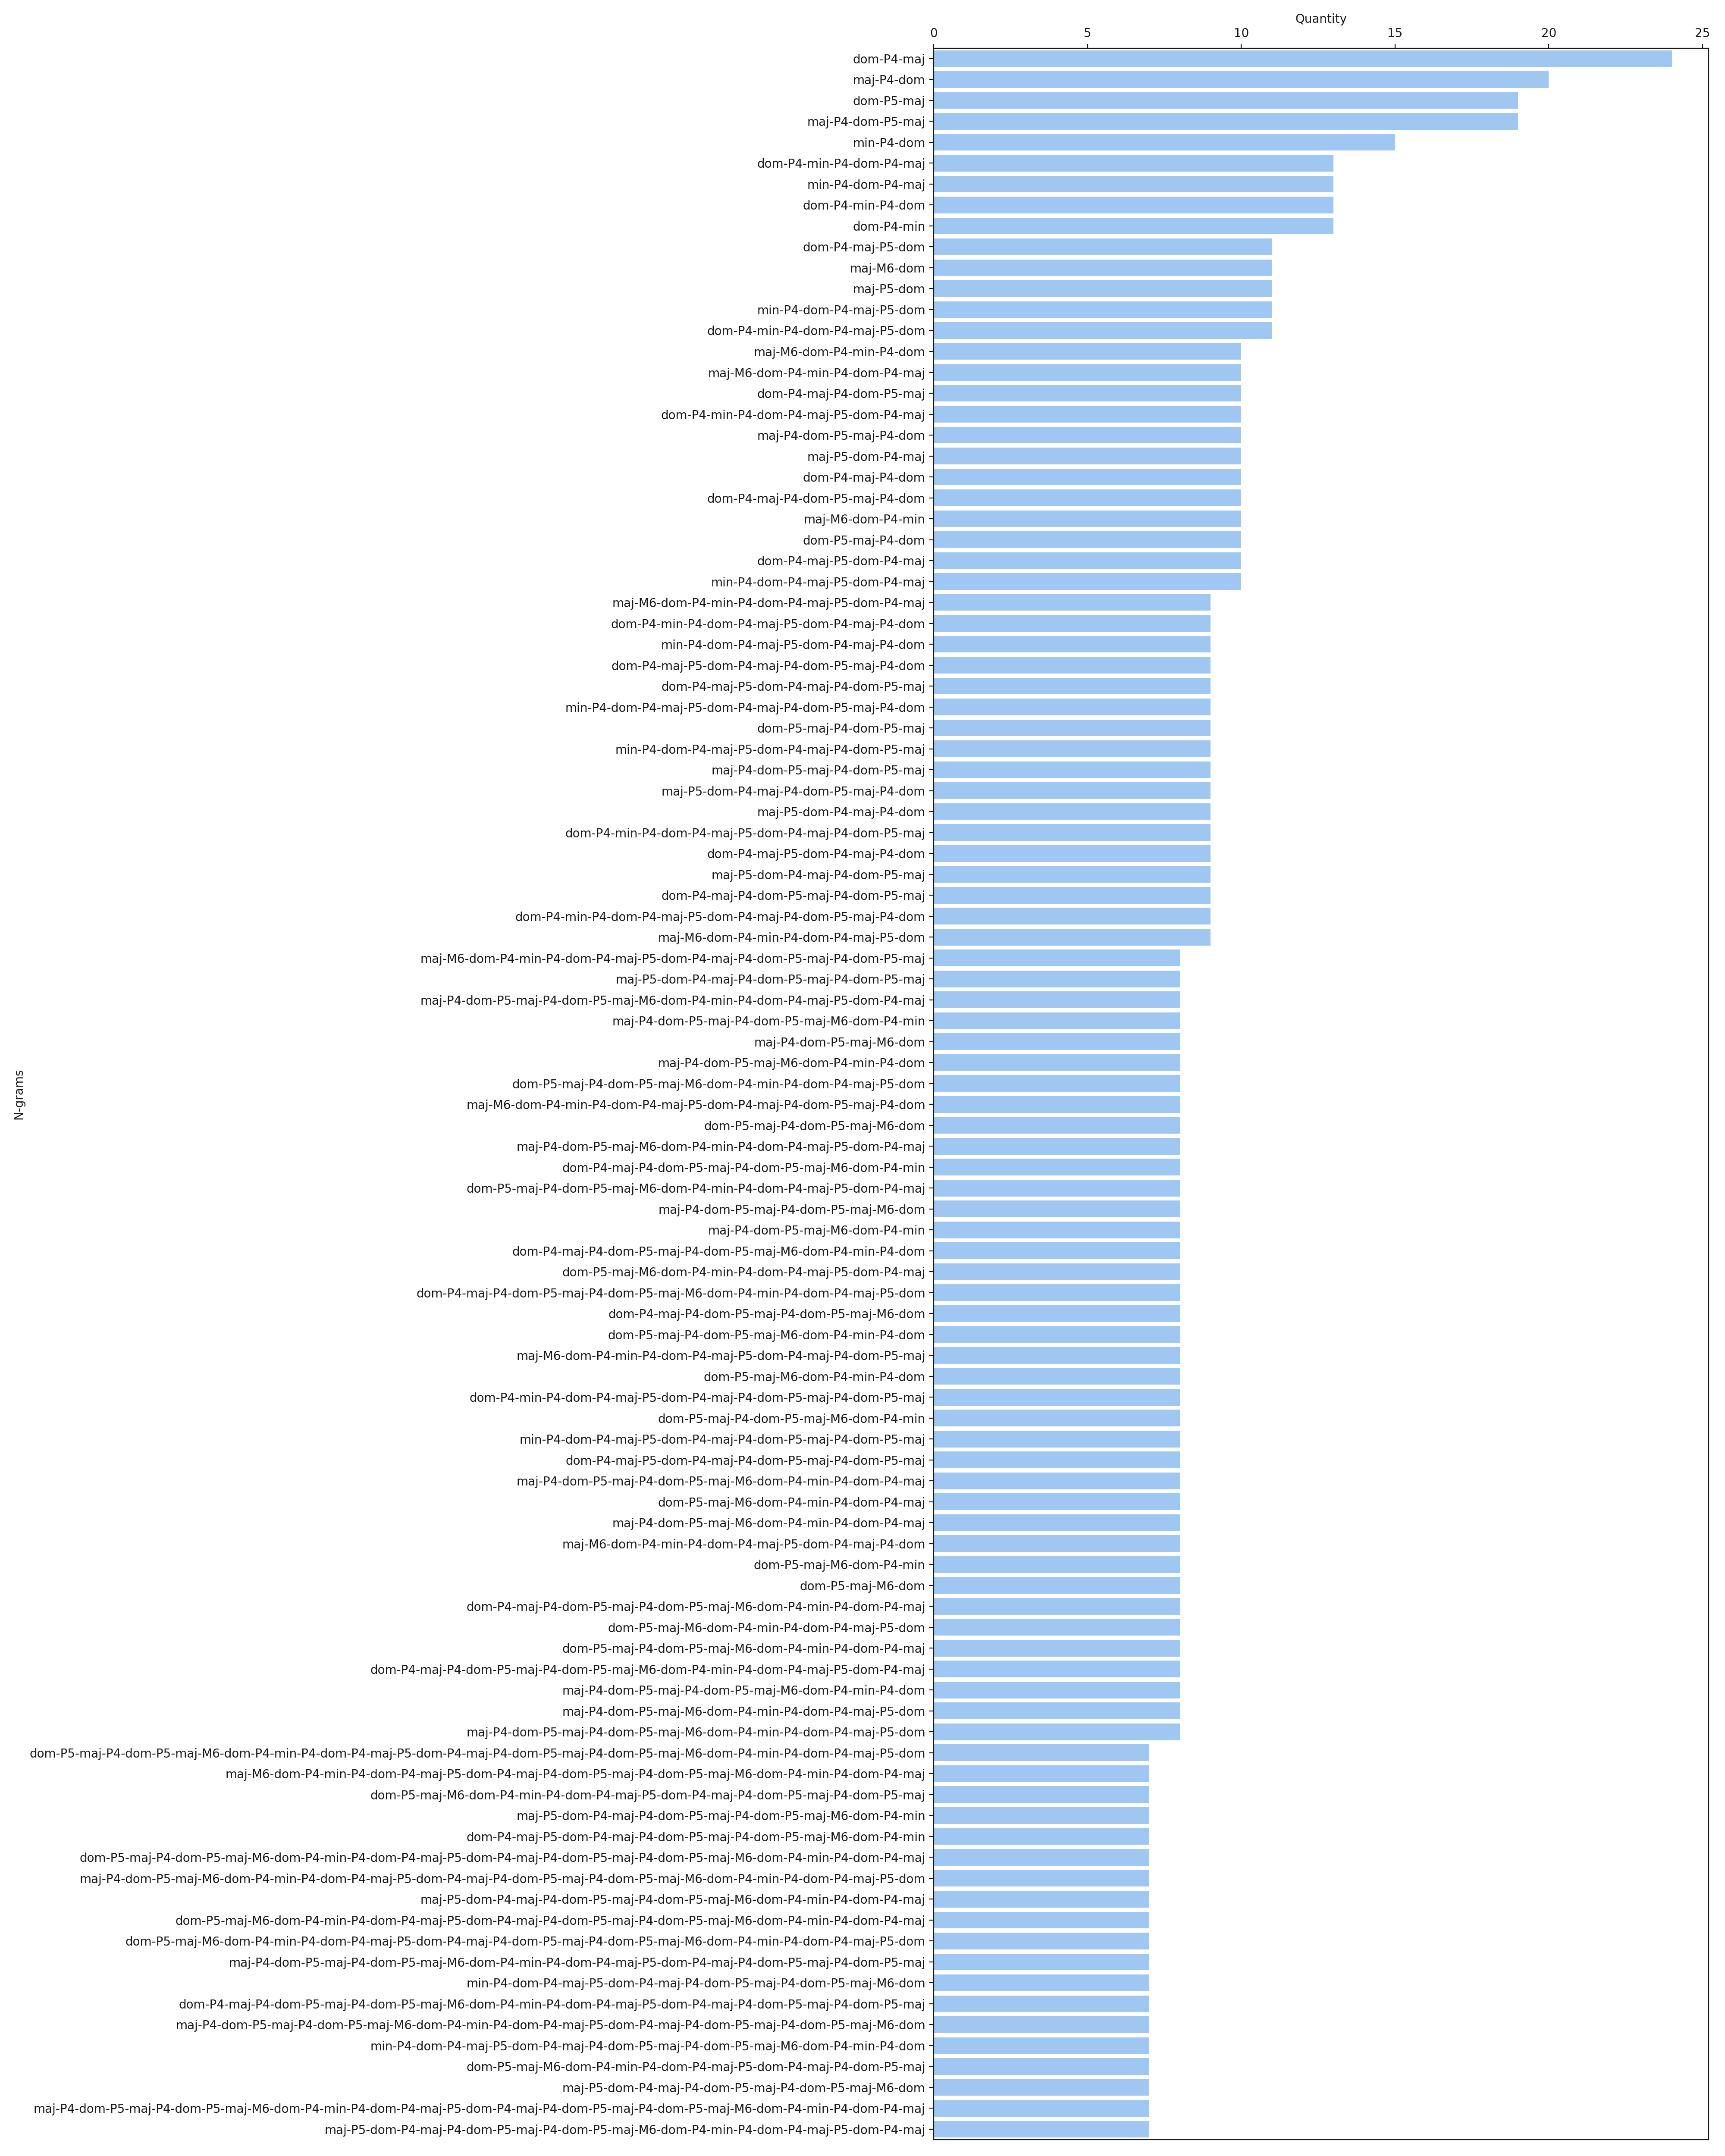 Quantity
0 5 10 15 20 25
dom-P4-maj
maj-P4-dom
dom-P5-maj
maj-P4-dom-P5-maj
min-P4-dom
dom-P4-min-P4-dom-P4-maj
min-P4-dom-P4-maj
dom-P4-min-P4-dom
dom-P4-min
dom-P4-maj-P5-dom
maj-M6-dom
maj-P5-dom
min-P4-dom-P4-maj-P5-dom
dom-P4-min-P4-dom-P4-maj-P5-dom
maj-M6-dom-P4-min-P4-dom
maj-M6-dom-P4-min-P4-dom-P4-maj
dom-P4-maj-P4-dom-P5-maj
dom-P4-min-P4-dom-P4-maj-P5-dom-P4-maj
maj-P4-dom-P5-maj-P4-dom
maj-P5-dom-P4-maj
dom-P4-maj-P4-dom
dom-P4-maj-P4-dom-P5-maj-P4-dom
maj-M6-dom-P4-min
dom-P5-maj-P4-dom
dom-P4-maj-P5-dom-P4-maj
min-P4-dom-P4-maj-P5-dom-P4-maj
maj-M6-dom-P4-min-P4-dom-P4-maj-P5-dom-P4-maj
dom-P4-min-P4-dom-P4-maj-P5-dom-P4-maj-P4-dom
min-P4-dom-P4-maj-P5-dom-P4-maj-P4-dom
dom-P4-maj-P5-dom-P4-maj-P4-dom-P5-maj-P4-dom
dom-P4-maj-P5-dom-P4-maj-P4-dom-P5-maj
min-P4-dom-P4-maj-P5-dom-P4-maj-P4-dom-P5-maj-P4-dom
dom-P5-maj-P4-dom-P5-maj
min-P4-dom-P4-maj-P5-dom-P4-maj-P4-dom-P5-maj
maj-P4-dom-P5-maj-P4-dom-P5-maj
maj-P5-dom-P4-maj-P4-dom-P5-maj-P4-dom
maj-P5-dom-P4-maj-P4-dom
dom-P4-min-P4-dom-P4-maj-P5-dom-P4-maj-P4-dom-P5-maj
dom-P4-maj-P5-dom-P4-maj-P4-dom
maj-P5-dom-P4-maj-P4-dom-P5-maj
dom-P4-maj-P4-dom-P5-maj-P4-dom-P5-maj
dom-P4-min-P4-dom-P4-maj-P5-dom-P4-maj-P4-dom-P5-maj-P4-dom
maj-M6-dom-P4-min-P4-dom-P4-maj-P5-dom
maj-M6-dom-P4-min-P4-dom-P4-maj-P5-dom-P4-maj-P4-dom-P5-maj-P4-dom-P5-maj
maj-P5-dom-P4-maj-P4-dom-P5-maj-P4-dom-P5-maj
maj-P4-dom-P5-maj-P4-dom-P5-maj-M6-dom-P4-min-P4-dom-P4-maj-P5-dom-P4-maj
maj-P4-dom-P5-maj-P4-dom-P5-maj-M6-dom-P4-min
maj-P4-dom-P5-maj-M6-dom
maj-P4-dom-P5-maj-M6-dom-P4-min-P4-dom
N-grams
dom-P5-maj-P4-dom-P5-maj-M6-dom-P4-min-P4-dom-P4-maj-P5-dom
maj-M6-dom-P4-min-P4-dom-P4-maj-P5-dom-P4-maj-P4-dom-P5-maj-P4-dom
dom-P5-maj-P4-dom-P5-maj-M6-dom
maj-P4-dom-P5-maj-M6-dom-P4-min-P4-dom-P4-maj-P5-dom-P4-maj
dom-P4-maj-P4-dom-P5-maj-P4-dom-P5-maj-M6-dom-P4-min
dom-P5-maj-P4-dom-P5-maj-M6-dom-P4-min-P4-dom-P4-maj-P5-dom-P4-maj
maj-P4-dom-P5-maj-P4-dom-P5-maj-M6-dom
maj-P4-dom-P5-maj-M6-dom-P4-min
dom-P4-maj-P4-dom-P5-maj-P4-dom-P5-maj-M6-dom-P4-min-P4-dom
dom-P5-maj-M6-dom-P4-min-P4-dom-P4-maj-P5-dom-P4-maj
dom-P4-maj-P4-dom-P5-maj-P4-dom-P5-maj-M6-dom-P4-min-P4-dom-P4-maj-P5-dom
dom-P4-maj-P4-dom-P5-maj-P4-dom-P5-maj-M6-dom
dom-P5-maj-P4-dom-P5-maj-M6-dom-P4-min-P4-dom
maj-M6-dom-P4-min-P4-dom-P4-maj-P5-dom-P4-maj-P4-dom-P5-maj
dom-P5-maj-M6-dom-P4-min-P4-dom
dom-P4-min-P4-dom-P4-maj-P5-dom-P4-maj-P4-dom-P5-maj-P4-dom-P5-maj
dom-P5-maj-P4-dom-P5-maj-M6-dom-P4-min
min-P4-dom-P4-maj-P5-dom-P4-maj-P4-dom-P5-maj-P4-dom-P5-maj
dom-P4-maj-P5-dom-P4-maj-P4-dom-P5-maj-P4-dom-P5-maj
maj-P4-dom-P5-maj-P4-dom-P5-maj-M6-dom-P4-min-P4-dom-P4-maj
dom-P5-maj-M6-dom-P4-min-P4-dom-P4-maj
maj-P4-dom-P5-maj-M6-dom-P4-min-P4-dom-P4-maj
maj-M6-dom-P4-min-P4-dom-P4-maj-P5-dom-P4-maj-P4-dom
dom-P5-maj-M6-dom-P4-min
dom-P5-maj-M6-dom
dom-P4-maj-P4-dom-P5-maj-P4-dom-P5-maj-M6-dom-P4-min-P4-dom-P4-maj
dom-P5-maj-M6-dom-P4-min-P4-dom-P4-maj-P5-dom
dom-P5-maj-P4-dom-P5-maj-M6-dom-P4-min-P4-dom-P4-maj
dom-P4-maj-P4-dom-P5-maj-P4-dom-P5-maj-M6-dom-P4-min-P4-dom-P4-maj-P5-dom-P4-maj
maj-P4-dom-P5-maj-P4-dom-P5-maj-M6-dom-P4-min-P4-dom
maj-P4-dom-P5-maj-M6-dom-P4-min-P4-dom-P4-maj-P5-dom
maj-P4-dom-P5-maj-P4-dom-P5-maj-M6-dom-P4-min-P4-dom-P4-maj-P5-dom
dom-P5-maj-P4-dom-P5-maj-M6-dom-P4-min-P4-dom-P4-maj-P5-dom-P4-maj-P4-dom-P5-maj-P4-dom-P5-maj-M6-dom-P4-min-P4-dom-P4-maj-P5-dom
maj-M6-dom-P4-min-P4-dom-P4-maj-P5-dom-P4-maj-P4-dom-P5-maj-P4-dom-P5-maj-M6-dom-P4-min-P4-dom-P4-maj
dom-P5-maj-M6-dom-P4-min-P4-dom-P4-maj-P5-dom-P4-maj-P4-dom-P5-maj-P4-dom-P5-maj
maj-P5-dom-P4-maj-P4-dom-P5-maj-P4-dom-P5-maj-M6-dom-P4-min
dom-P4-maj-P5-dom-P4-maj-P4-dom-P5-maj-P4-dom-P5-maj-M6-dom-P4-min
dom-P5-maj-P4-dom-P5-maj-M6-dom-P4-min-P4-dom-P4-maj-P5-dom-P4-maj-P4-dom-P5-maj-P4-dom-P5-maj-M6-dom-P4-min-P4-dom-P4-maj
maj-P4-dom-P5-maj-M6-dom-P4-min-P4-dom-P4-maj-P5-dom-P4-maj-P4-dom-P5-maj-P4-dom-P5-maj-M6-dom-P4-min-P4-dom-P4-maj-P5-dom
maj-P5-dom-P4-maj-P4-dom-P5-maj-P4-dom-P5-maj-M6-dom-P4-min-P4-dom-P4-maj
dom-P5-maj-M6-dom-P4-min-P4-dom-P4-maj-P5-dom-P4-maj-P4-dom-P5-maj-P4-dom-P5-maj-M6-dom-P4-min-P4-dom-P4-maj
dom-P5-maj-M6-dom-P4-min-P4-dom-P4-maj-P5-dom-P4-maj-P4-dom-P5-maj-P4-dom-P5-maj-M6-dom-P4-min-P4-dom-P4-maj-P5-dom
maj-P4-dom-P5-maj-P4-dom-P5-maj-M6-dom-P4-min-P4-dom-P4-maj-P5-dom-P4-maj-P4-dom-P5-maj-P4-dom-P5-maj
min-P4-dom-P4-maj-P5-dom-P4-maj-P4-dom-P5-maj-P4-dom-P5-maj-M6-dom
dom-P4-maj-P4-dom-P5-maj-P4-dom-P5-maj-M6-dom-P4-min-P4-dom-P4-maj-P5-dom-P4-maj-P4-dom-P5-maj-P4-dom-P5-maj
maj-P4-dom-P5-maj-P4-dom-P5-maj-M6-dom-P4-min-P4-dom-P4-maj-P5-dom-P4-maj-P4-dom-P5-maj-P4-dom-P5-maj-M6-dom
min-P4-dom-P4-maj-P5-dom-P4-maj-P4-dom-P5-maj-P4-dom-P5-maj-M6-dom-P4-min-P4-dom
dom-P5-maj-M6-dom-P4-min-P4-dom-P4-maj-P5-dom-P4-maj-P4-dom-P5-maj
maj-P5-dom-P4-maj-P4-dom-P5-maj-P4-dom-P5-maj-M6-dom
maj-P4-dom-P5-maj-P4-dom-P5-maj-M6-dom-P4-min-P4-dom-P4-maj-P5-dom-P4-maj-P4-dom-P5-maj-P4-dom-P5-maj-M6-dom-P4-min-P4-dom-P4-maj
maj-P5-dom-P4-maj-P4-dom-P5-maj-P4-dom-P5-maj-M6-dom-P4-min-P4-dom-P4-maj-P5-dom-P4-maj